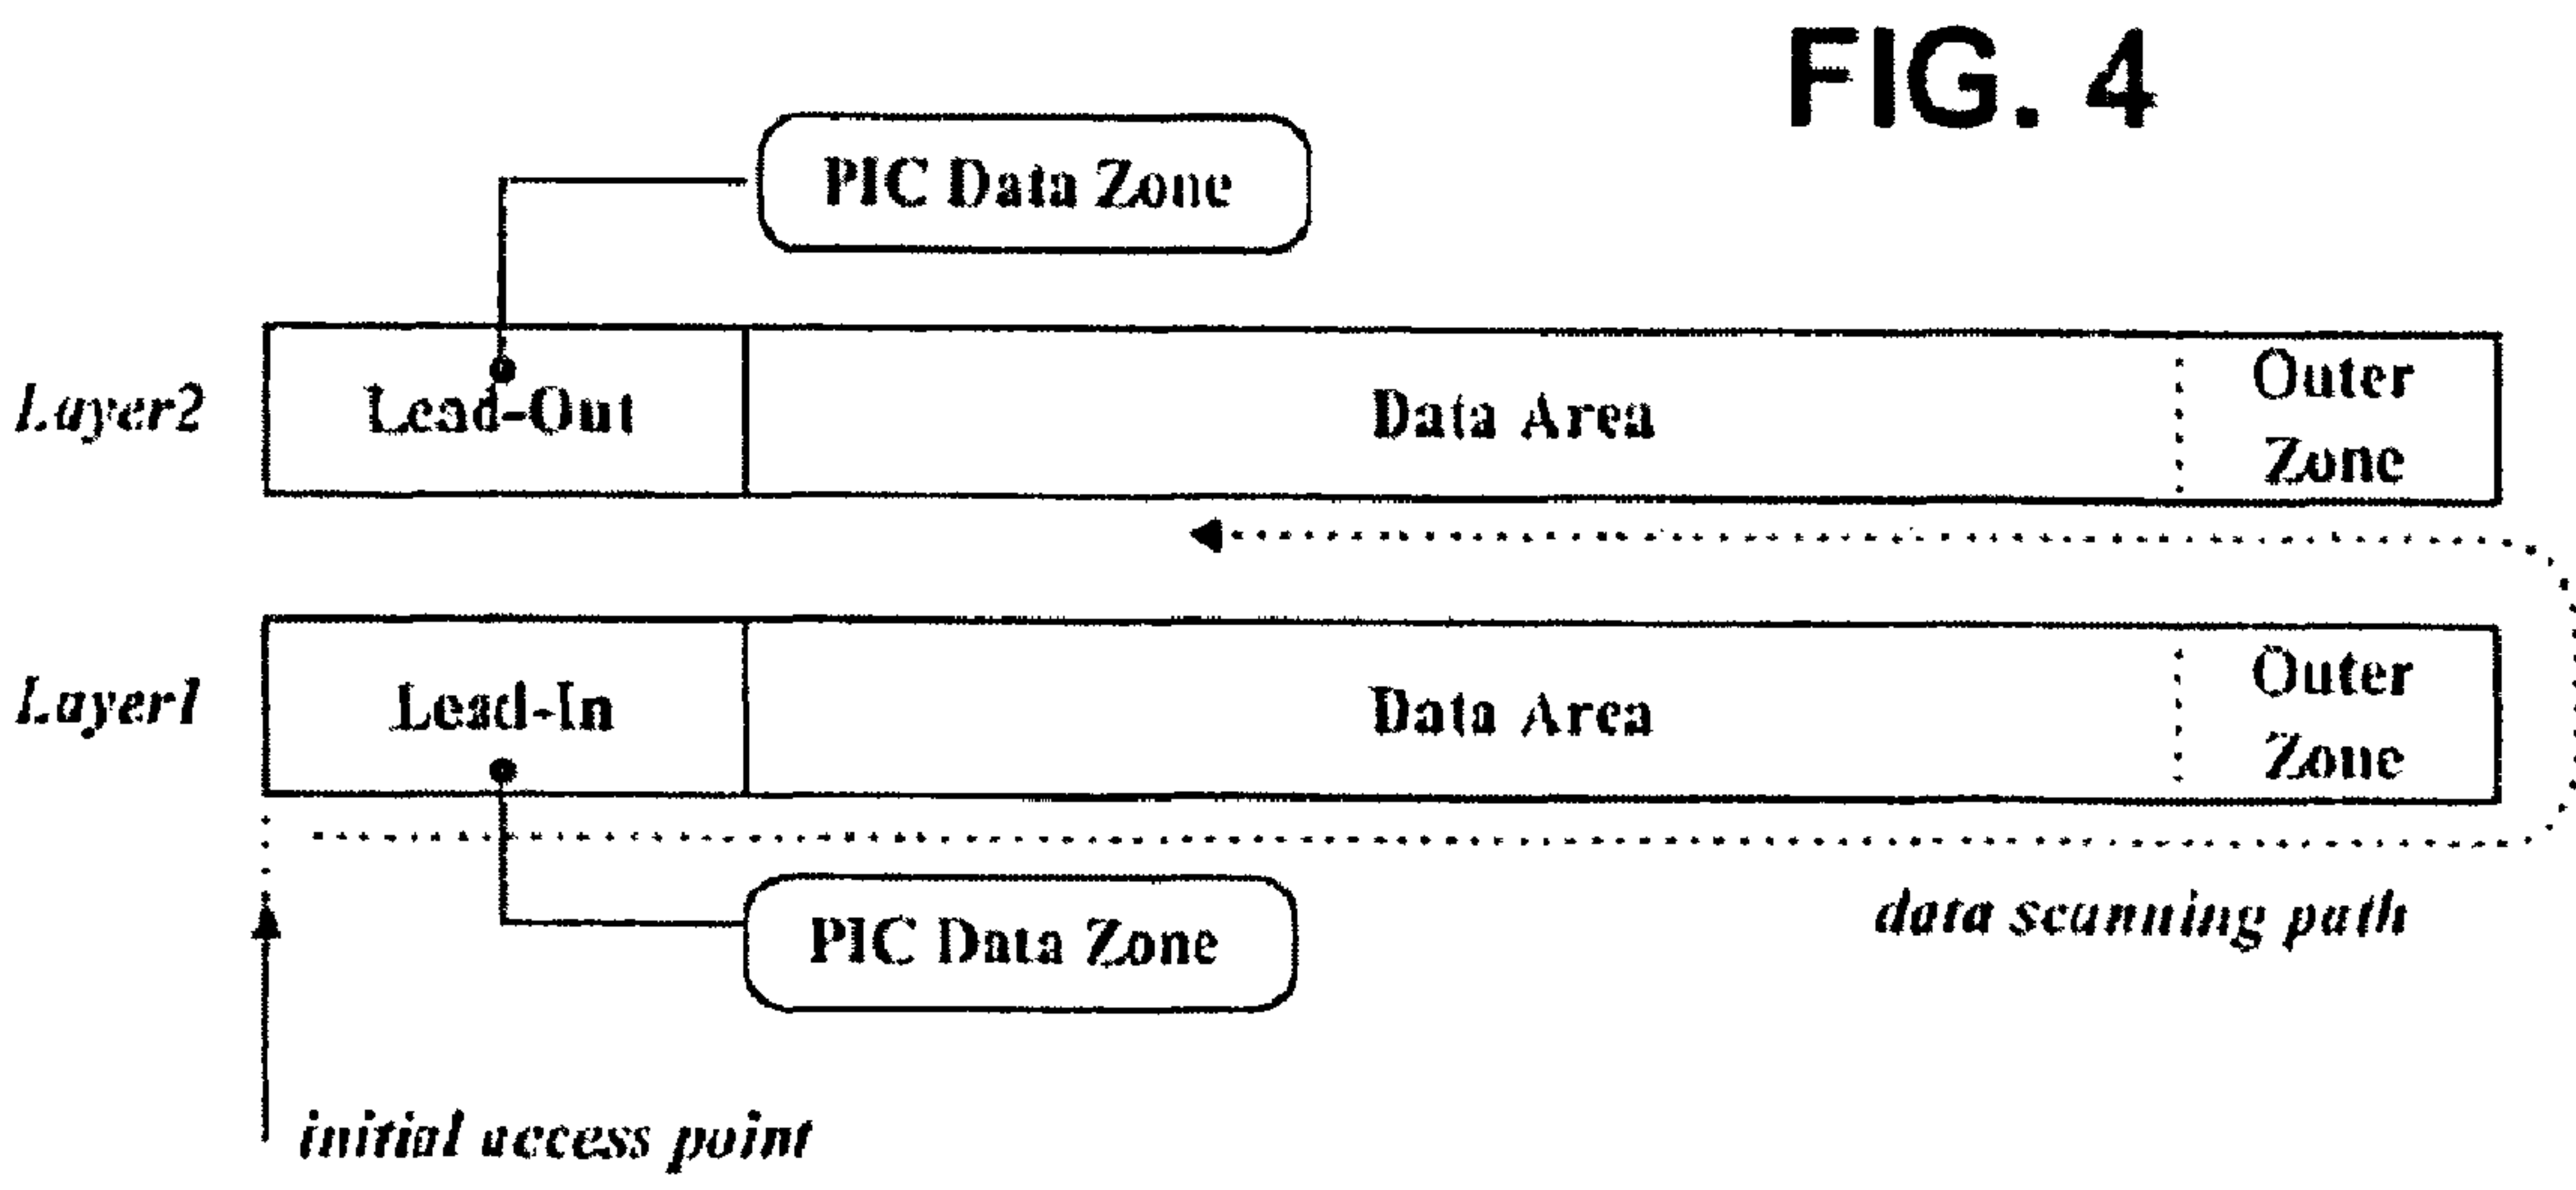 FIG. 4
PIC Data Zone
Layer2
Lead-Out
Data Area
Outer
Zone
Layer1
Lead-In
Data Area
Outer
Zone
data scanning path
PIC Data Zone
initial access point